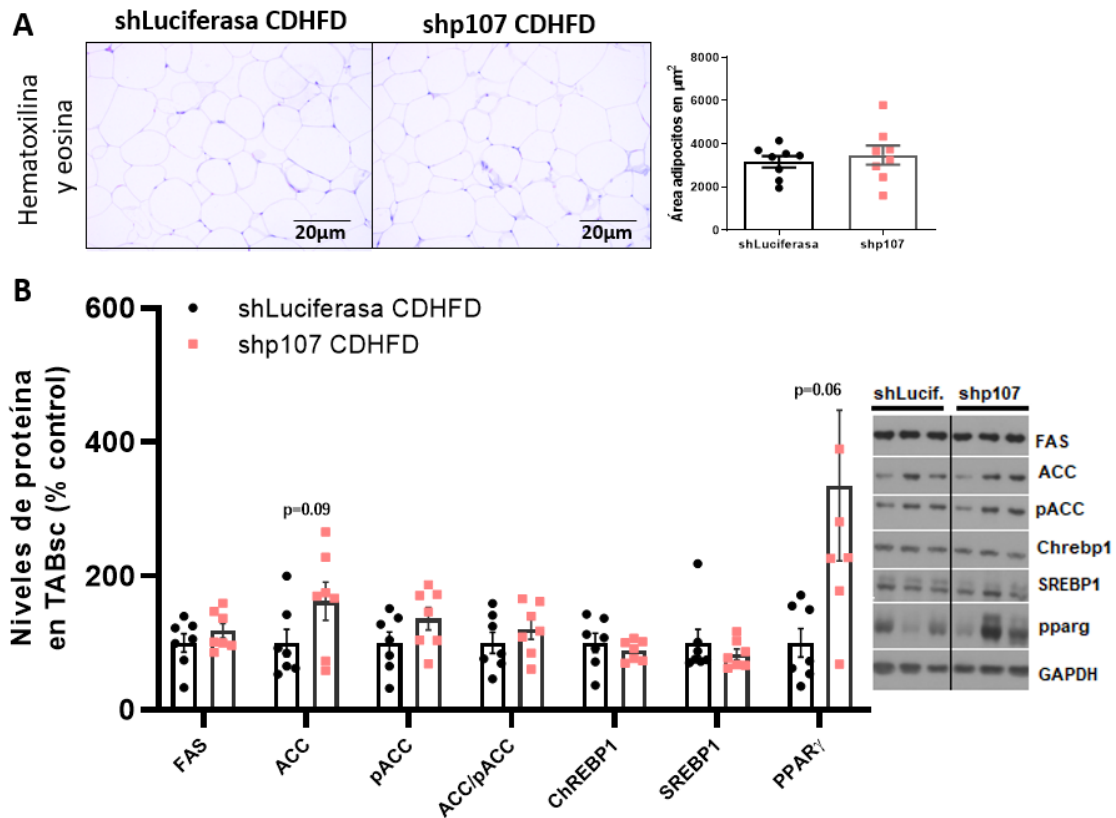 A
shLuciferasa CDHFD
shp107 CDHFD
Hematoxilina
y eosina
20µm
20µm
Área adipocitos en µm²
8000
6000
4000
2000
0
shLuciferasa
shp107
B
shLuciferasa CDHFD
shp107 CDHFD
Niveles de proteína
en TABsc (% control)
600
400
200
0
p=0.09
p=0.06
FAS
ACC
pACC
ACC/pACC
ChREBP1
SREBP1
PPARγ
shLucif.
shp107
FAS
ACC
pACC
Chrebp1
SREBP1
pparg
GAPDH